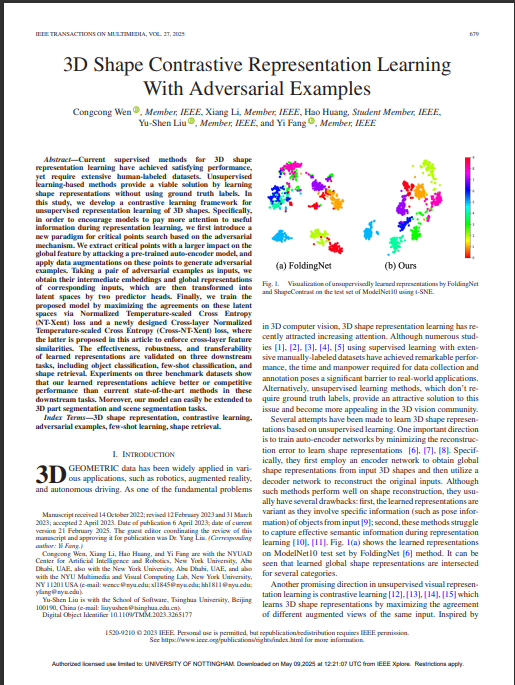 IEEE TRANSACTIONS ON MULTIMEDIA, VOL. 27, 2025
679
3D Shape Contrastive Representation Learning
With Adversarial Examples
Congcong Wen, Member, IEEE, Xiang Li, Member, IEEE, Hao Huang, Student Member, IEEE,
Yu-Shen Liu, Member, IEEE, and Yi Fang, Member, IEEE
Abstract—Current supervised methods for 3D shape
representation learning have achieved satisfying performance,
yet require extensive human-labeled datasets. Unsupervised
learning-based methods provide a viable solution by learning
shape representations without using ground truth labels. In
this study, we develop a contrastive learning framework for
unsupervised representation learning of 3D shapes. Specifically,
in order to encourage models to pay more attention to useful
information during representation learning, we first introduce a
new paradigm for critical points search based on the adversarial
mechanism. We extract critical points with a larger impact on the
global feature by attacking a pre-trained auto-encoder model, and
apply data augmentations on these points to generate adversarial
examples. Taking a pair of adversarial examples as inputs, we
obtain their intermediate embeddings and global representations
of corresponding inputs, which are then transformed into
latent spaces by two predictor heads. Finally, we train the
proposed model by maximizing the agreements on these latent
spaces via Normalized Temperature-scaled Cross Entropy
(NT-Xent) loss and a newly designed Cross-layer Normalized
Temperature-scaled Cross Entropy (Cross-NT-Xent) loss, where
the latter is proposed in this article to enforce cross-layer feature
similarities. The effectiveness, robustness, and transferability
of learned representations are validated on three downstream
tasks, including object classification, few-shot classification, and
shape retrieval. Experiments on three benchmark datasets show
that our learned representations achieve better or competitive
performance than current state-of-the-art methods in these
downstream tasks. Moreover, our model can easily be extended to
3D part segmentation and scene segmentation tasks.
Index Terms—3D shape representation, contrastive learning,
adversarial examples, few-shot learning, shape retrieval.
I. INTRODUCTION
3D GEOMETRIC data has been widely applied in vari-
ous applications, such as robotics, augmented reality,
and autonomous driving. As one of the fundamental problems
Manuscript received 14 October 2022; revised 12 February 2023 and 31 March
2023; accepted 2 April 2023. Date of publication 6 April 2023; date of current
version 21 February 2025. The guest editor coordinating the review of this
manuscript and approving it for publication was Dr. Yang Liu. (Corresponding
author: Yi Fang.)
Congcong Wen, Xiang Li, Hao Huang, and Yi Fang are with the NYUAD
Center for Artificial Intelligence and Robotics, New York University, Abu
Dhabi, UAE, also with the New York University, Abu Dhabi, UAE, and also
with the NYU Multimedia and Visual Computing Lab, New York University,
NY 11201 USA (e-mail: wencc@nyu.edu; xl1845@nyu.edu; hh1811@nyu.edu;
yfang@nyu.edu).
Yu-Shen Liu is with the School of Software, Tsinghua University, Beijing
100190, China (e-mail: liuyushen@tsinghua.edu.cn).
Digital Object Identifier 10.1109/TMM.2023.3265177
(a) FoldingNet
(b) Ours
Fig. 1. Visualization of unsupervisedly learned representations by FoldingNet
and ShapeContrast on the test set of ModelNet10 using t-SNE.
in 3D computer vision, 3D shape representation learning has re-
cently attracted increasing attention. Although numerous stud-
ies [1], [2], [3], [4], [5] using supervised learning with exten-
sive manually-labeled datasets have achieved remarkable perfor-
mance, the time and manpower required for data collection and
annotation poses a significant barrier to real-world applications.
Alternatively, unsupervised learning methods, which don't re-
quire ground truth labels, provide an attractive solution to this
issue and become more appealing in the 3D vision community.
Several attempts have been made to learn 3D shape represen-
tations based on unsupervised learning. One important direction
is to train auto-encoder networks by minimizing the reconstruc-
tion error to learn shape representations [6], [7], [8]. Specif-
ically, they first employ an encoder network to obtain global
shape representations from input 3D shapes and then utilize a
decoder network to reconstruct the original inputs. Although
such methods perform well on shape reconstruction, they usu-
ally have several drawbacks: first, the learned representations are
variant as they involve specific information (such as pose infor-
mation) of objects from input [9]; second, these methods struggle
to capture effective semantic information during representation
learning [10], [11]. Fig. 1(a) shows the learned representations
on ModelNet10 test set by FoldingNet [6] method. It can be
seen that learned global shape representations are intersected
for several categories.
Another promising direction in unsupervised visual represen-
tation learning is contrastive learning [12], [13], [14], [15] which
learns 3D shape representations by maximizing the agreement
of different augmented views of the same input. Inspired by
1520-9210 © 2023 IEEE. Personal use is permitted, but republication/redistribution requires IEEE permission.
See https://www.ieee.org/publications/rights/index.html for more information.
Authorized licensed use limited to: UNIVERSITY OF NOTTINGHAM. Downloaded on May 09,2025 at 12:21:07 UTC from IEEE Xplore. Restrictions apply.